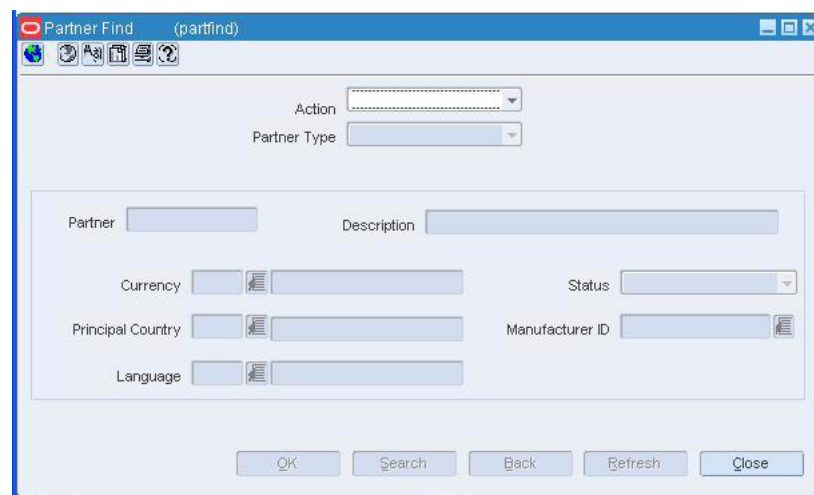 Partner Find (partfind)
Action
Partner Type
Partner Description
Currency Status
Principal Country Manufacturer ID
Language
OK Search Back Refresh Close